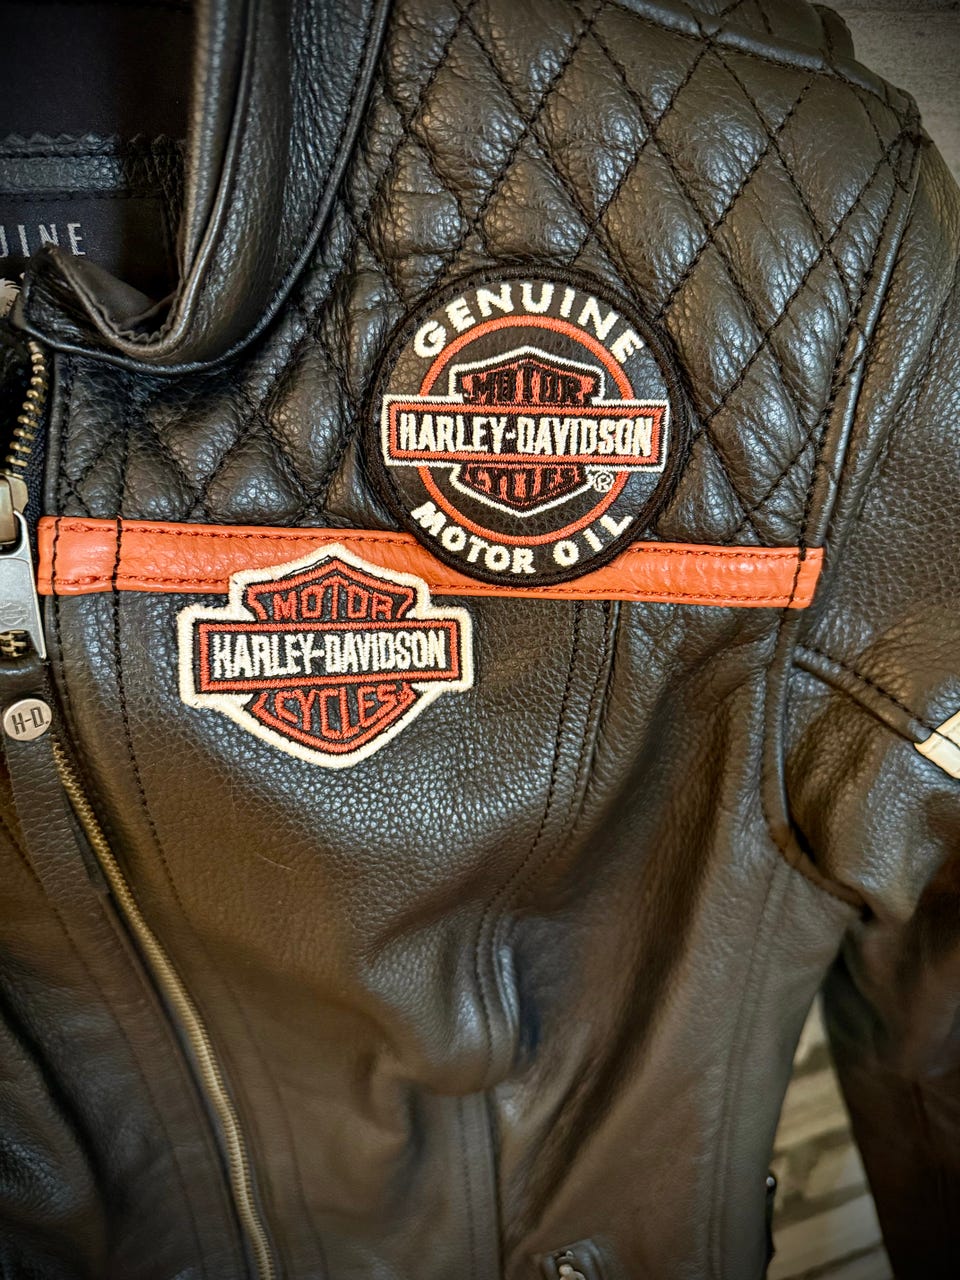 UINE
GENUINE
MOTOR
HARLEY-DAVIDSON
CYCLES
®
MOTOR OIL
MOTOR
HARLEY-DAVIDSON
CYCLES
H-D.